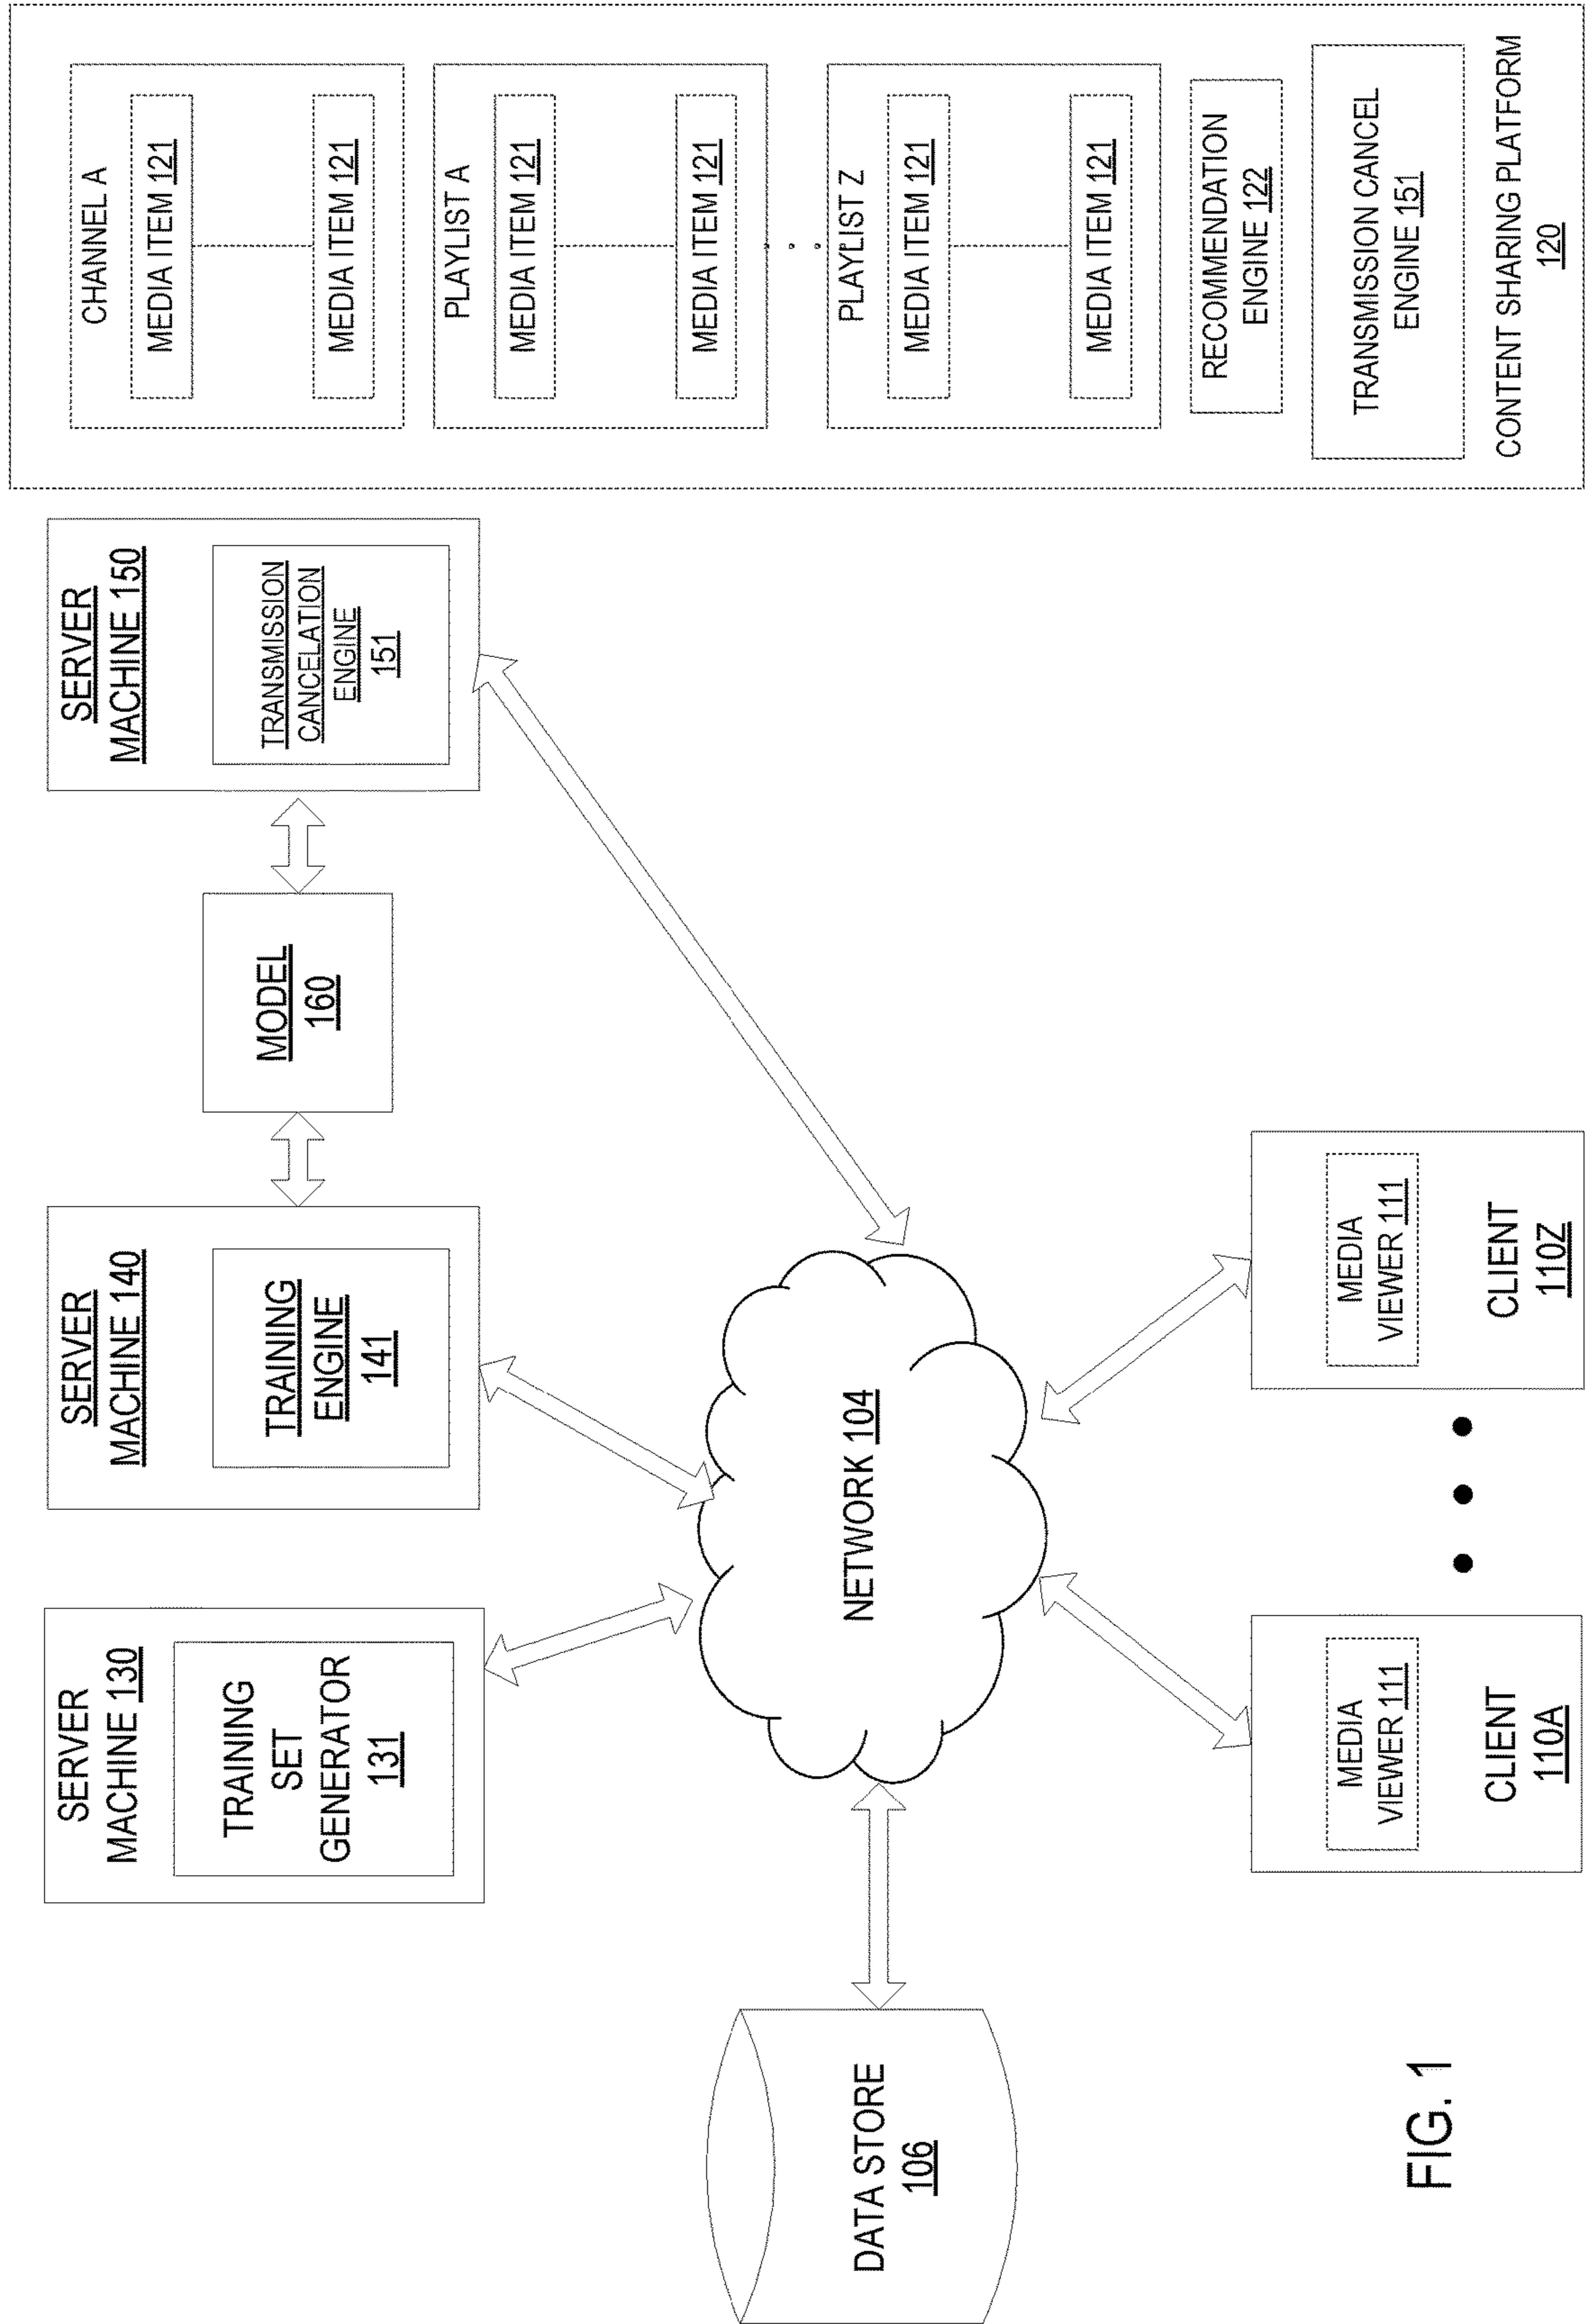 SERVER
MACHINE 130
TRAINING
SET
GENERATOR
131
SERVER
MACHINE 140
TRAINING
ENGINE
141
MODEL
160
SERVER
MACHINE 150
TRANSMISSION
CANCELATION
ENGINE
151
DATA STORE
106
NETWORK 104
MEDIA
VIEWER 111
CLIENT
110A
MEDIA
VIEWER 111
CLIENT
110Z
CHANNEL A
MEDIA ITEM 121
MEDIA ITEM 121
PLAYLIST A
MEDIA ITEM 121
MEDIA ITEM 121
PLAYLIST Z
MEDIA ITEM 121
MEDIA ITEM 121
RECOMMENDATION
ENGINE 122
TRANSMISSION CANCEL
ENGINE 151
CONTENT SHARING PLATFORM
120
FIG. 1